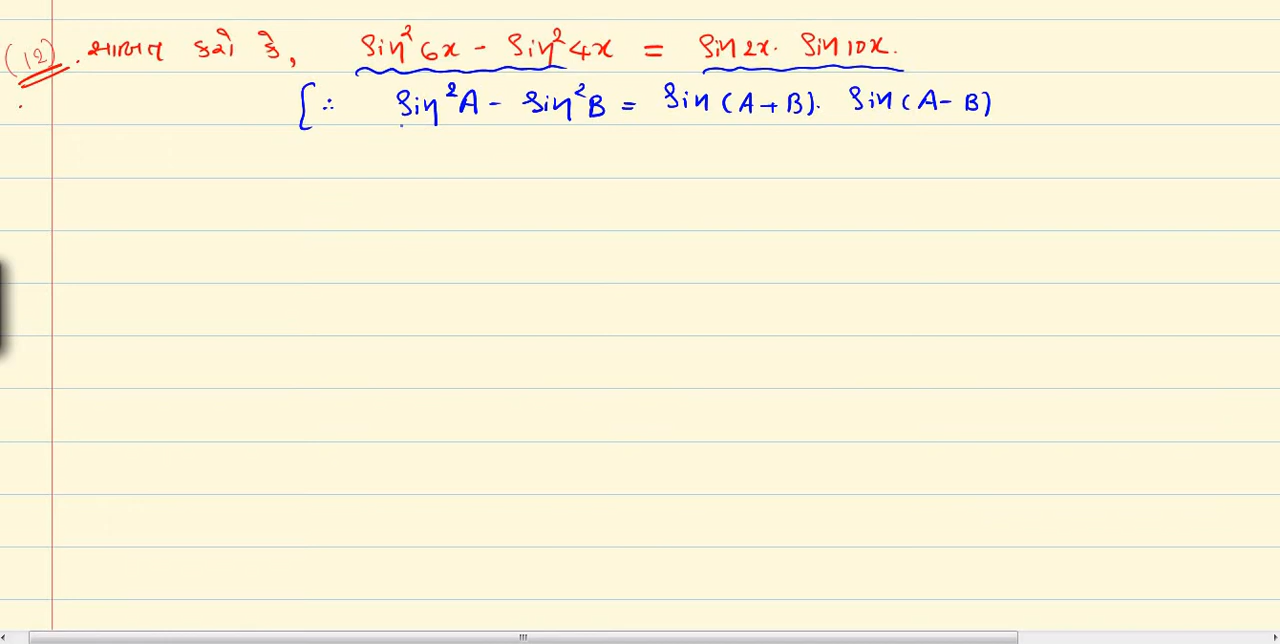 (12). સાબિત કરો કે, sin²6x - sin²4x = sin2x. sin10x.
[∵ sin²A - sin²B = sin(A+B). sin(A-B)